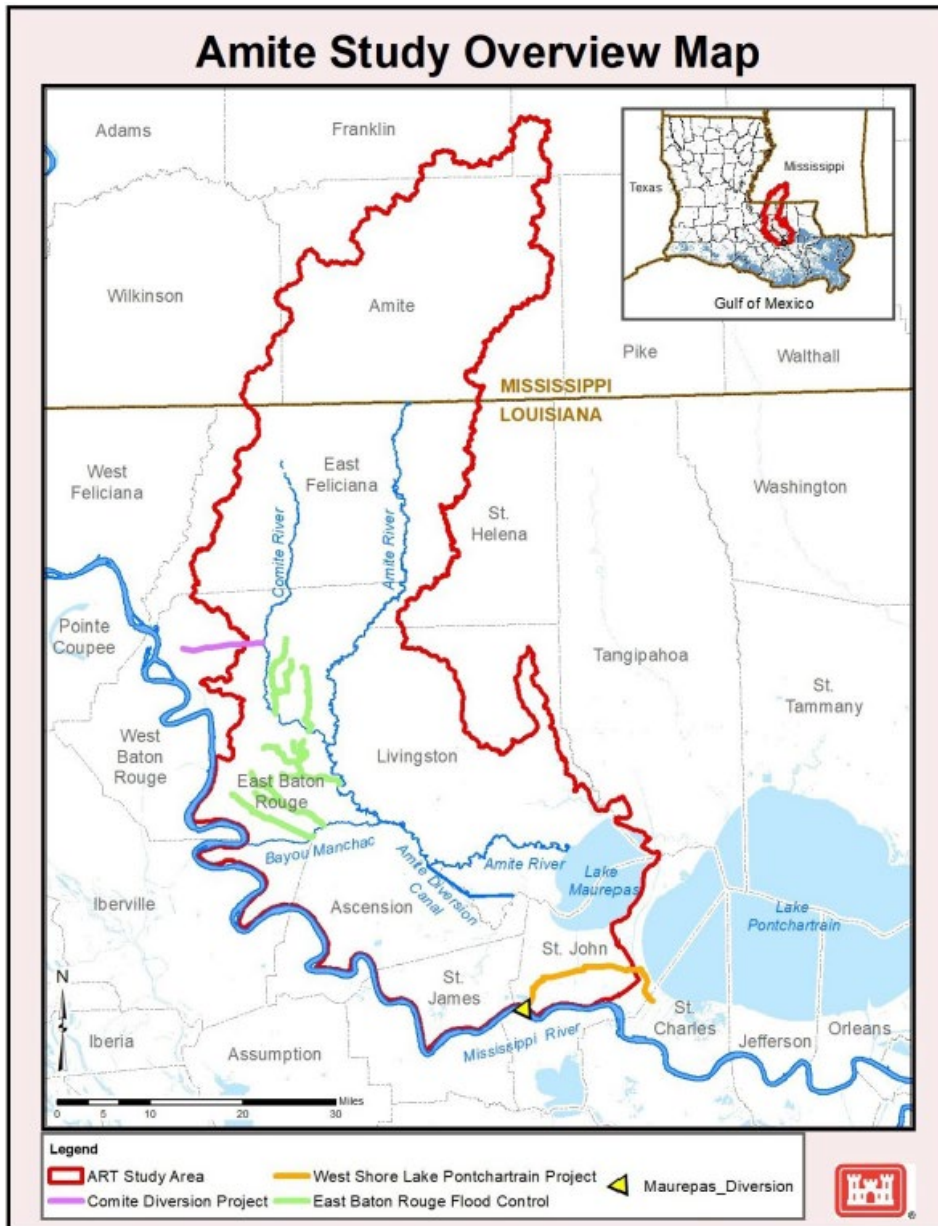 Amite Study Overview Map
Adams
Franklin
Texas
Mississippi
Gulf of Mexico
Wilkinson
Amite
Pike
Walthall
MISSISSIPPI
LOUISIANA
West
Feliciana
East
Feliciana
St.
Helena
Washington
Comite River
Amite River
Pointe
Coupee
Tangipahoa
St.
Tammany
West
Baton
Rouge
Livingston
East Baton
Rouge
Bayou Manchac
Amite River
Amite Diversion
Canal
Lake
Maurepas
Lake
Pontchartrain
Iberville
Ascension
St. John
N
St.
James
St.
Charles
Jefferson
Orleans
Iberia
Assumption
Mississippi River
Miles
0 5 10 20 30
Legend
ART Study Area
West Shore Lake Pontchartrain Project
Maurepas_Diversion
Comite Diversion Project
East Baton Rouge Flood Control
®